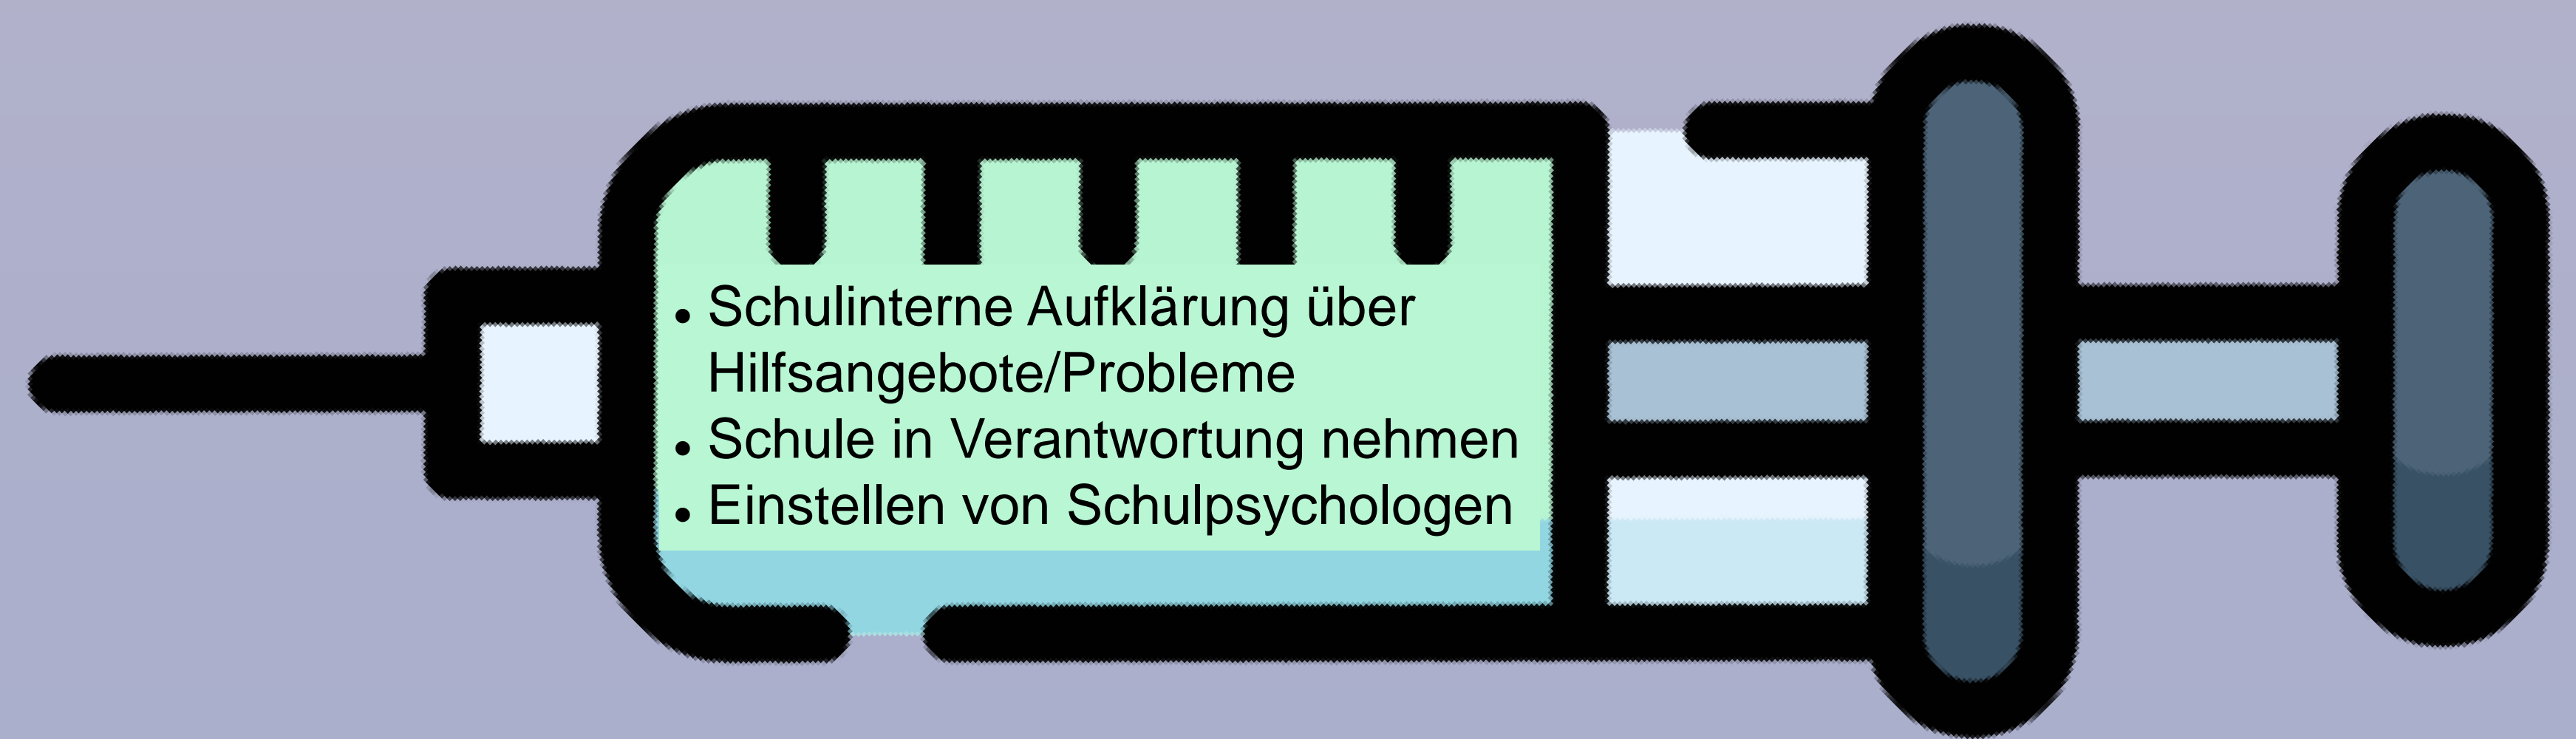 • Schulinterne Aufklärung über
Hilfsangebote/Probleme
• Schule in Verantwortung nehmen
• Einstellen von Schulpsychologen